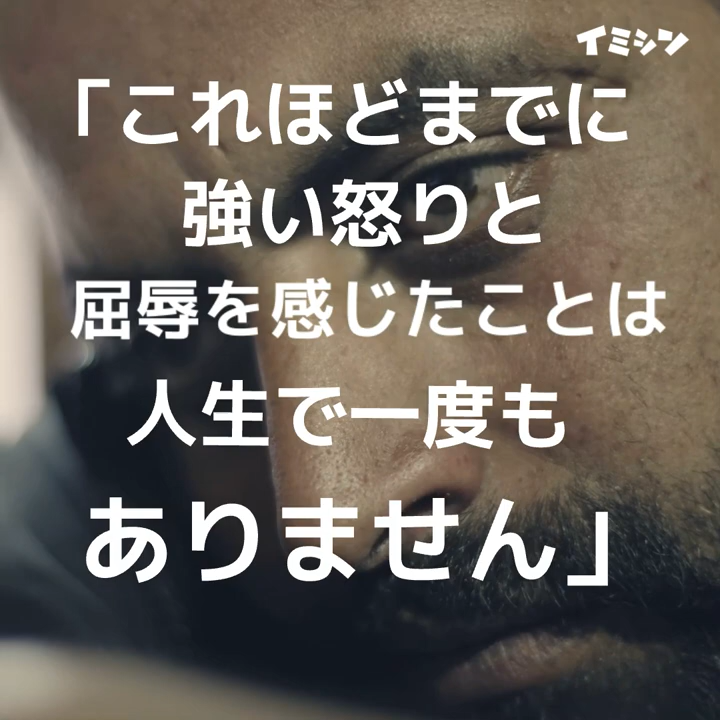 イミシン
「これほどまでに
強い怒りと
屈辱を感じたことは
人生で一度も
ありません」